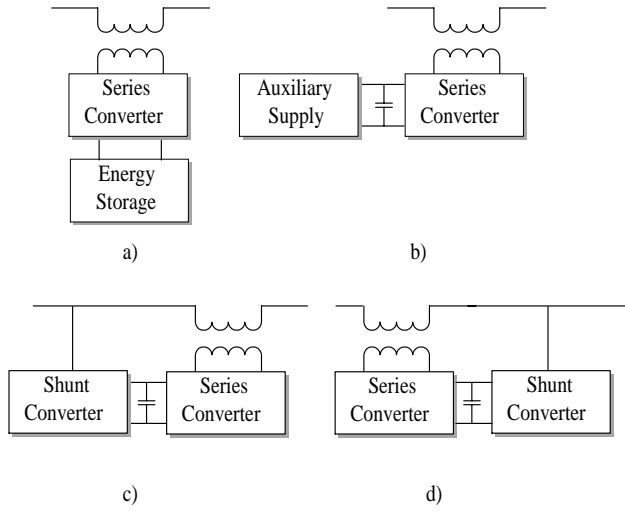 Series
Converter
Energy
Storage
a)
Auxiliary
Supply
Series
Converter
b)
Shunt
Converter
Series
Converter
c)
Series
Converter
Shunt
Converter
d)